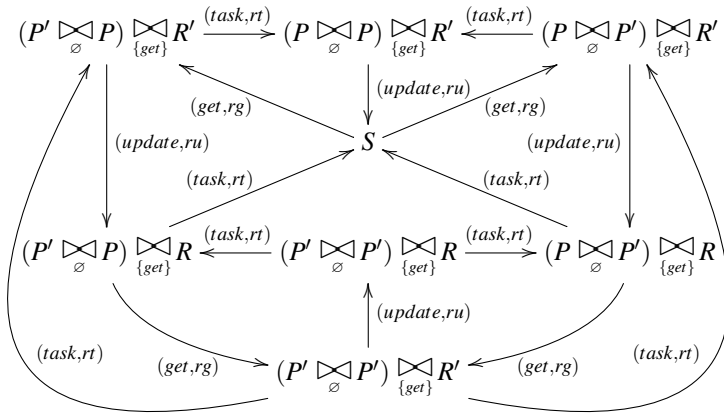 (P′ ⋈ P) ⋈ R′ (task,rt) (P ⋈ P) ⋈ R′ (task,rt) (P ⋈ P′) ⋈ R′
∅ {get} ∅ {get} ∅ {get}
(update,ru)
(get,rg) (get,rg)
(update,ru) S (update,ru)
(task,rt) (task,rt)
(P′ ⋈ P) ⋈ R (task,rt) (P′ ⋈ P′) ⋈ R (task,rt) (P ⋈ P′) ⋈ R
∅ {get} ∅ {get} ∅ {get}
(update,ru)
(task,rt) (get,rg) (get,rg) (task,rt)
(P′ ⋈ P′) ⋈ R′
∅ {get}